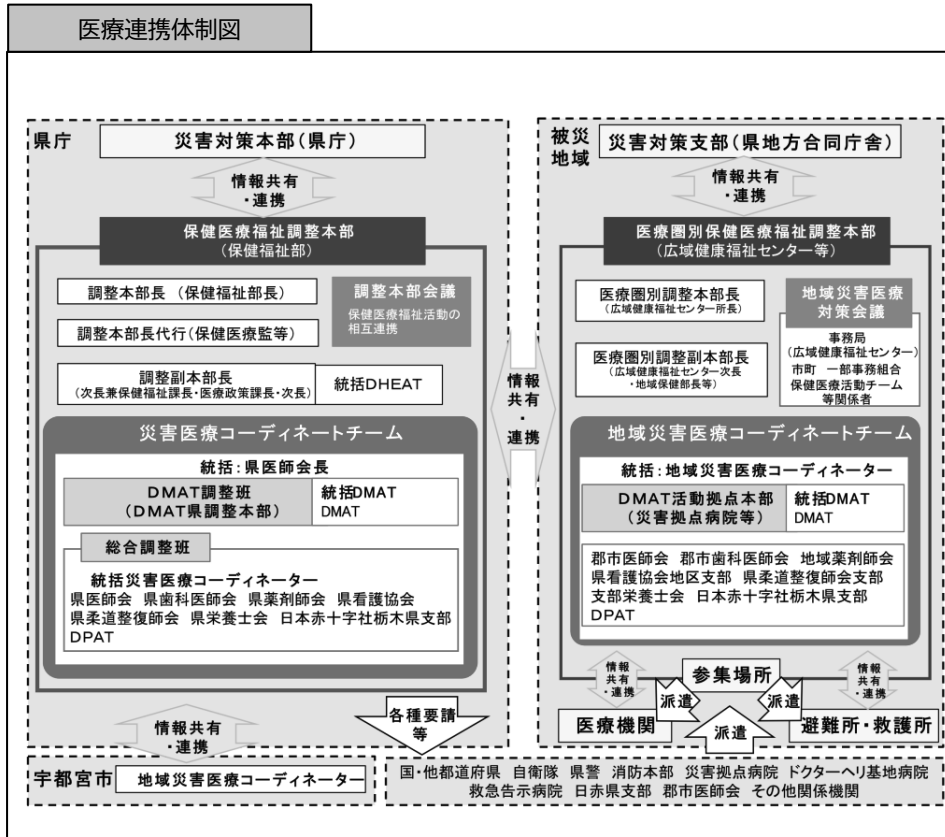 医療連携体制図
県庁
災害対策本部(県庁)
情報共有
・連携
保健医療福祉調整本部
(保健福祉部)
調整本部長 (保健福祉部長)
調整本部長代行(保健医療監等)
調整副本部長
(次長兼保健福祉課長・医療政策課長・次長)
統括DHEAT
調整本部会議
保健医療福祉活動の
相互連携
災害医療コーディネートチーム
統括:県医師会長
DMAT調整班
(DMAT県調整本部)
統括DMAT
DMAT
総合調整班
統括災害医療コーディネーター
県医師会 県歯科医師会 県薬剤師会 県看護協会
県柔道整復師会 県栄養士会 日本赤十字社栃木県支部
DPAT
情報共有
・連携
各種要請
等
宇都宮市
地域災害医療コーディネーター
情報
共有
・
連携
被災
地域
災害対策支部(県地方合同庁舎)
情報共有
・連携
医療圏別保健医療福祉調整本部
(広域健康福祉センター等)
医療圏別調整本部長
(広域健康福祉センター所長)
医療圏別調整副本部長
(広域健康福祉センター次長
・地域保健部長等)
地域災害医療
対策会議
事務局
(広域健康福祉センター)
市町 一部事務組合
保健医療活動チーム
等関係者
地域災害医療コーディネートチーム
統括:地域災害医療コーディネーター
DMAT活動拠点本部
(災害拠点病院等)
統括DMAT
DMAT
郡市医師会 郡市歯科医師会 地域薬剤師会
県看護協会地区支部 県柔道整復師会支部
支部栄養士会 日本赤十字社栃木県支部
DPAT
情報
共有
・連携
参集場所
情報
共有
・連携
派遣
派遣
医療機関
派遣
避難所・救護所
国・他都道府県 自衛隊 県警 消防本部 災害拠点病院 ドクターヘリ基地病院
救急告示病院 日赤県支部 郡市医師会 その他関係機関